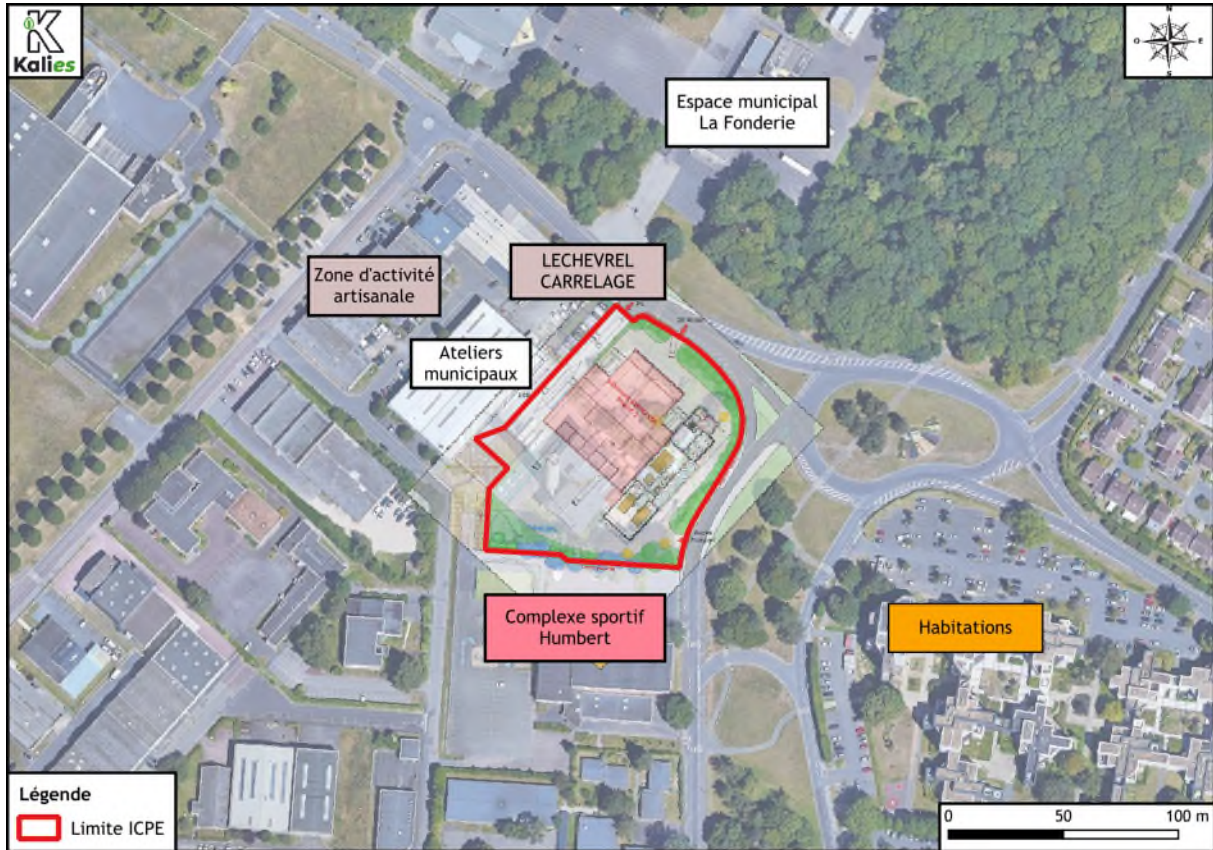 Kalies
N
O
E
S
Espace municipal
La Fonderie
LECHEVREL
CARRELAGE
Zone d'activité
artisanale
Ateliers
municipaux
Complexe sportif
Humbert
Habitations
Légende
Limite ICPE
0 50 100 m